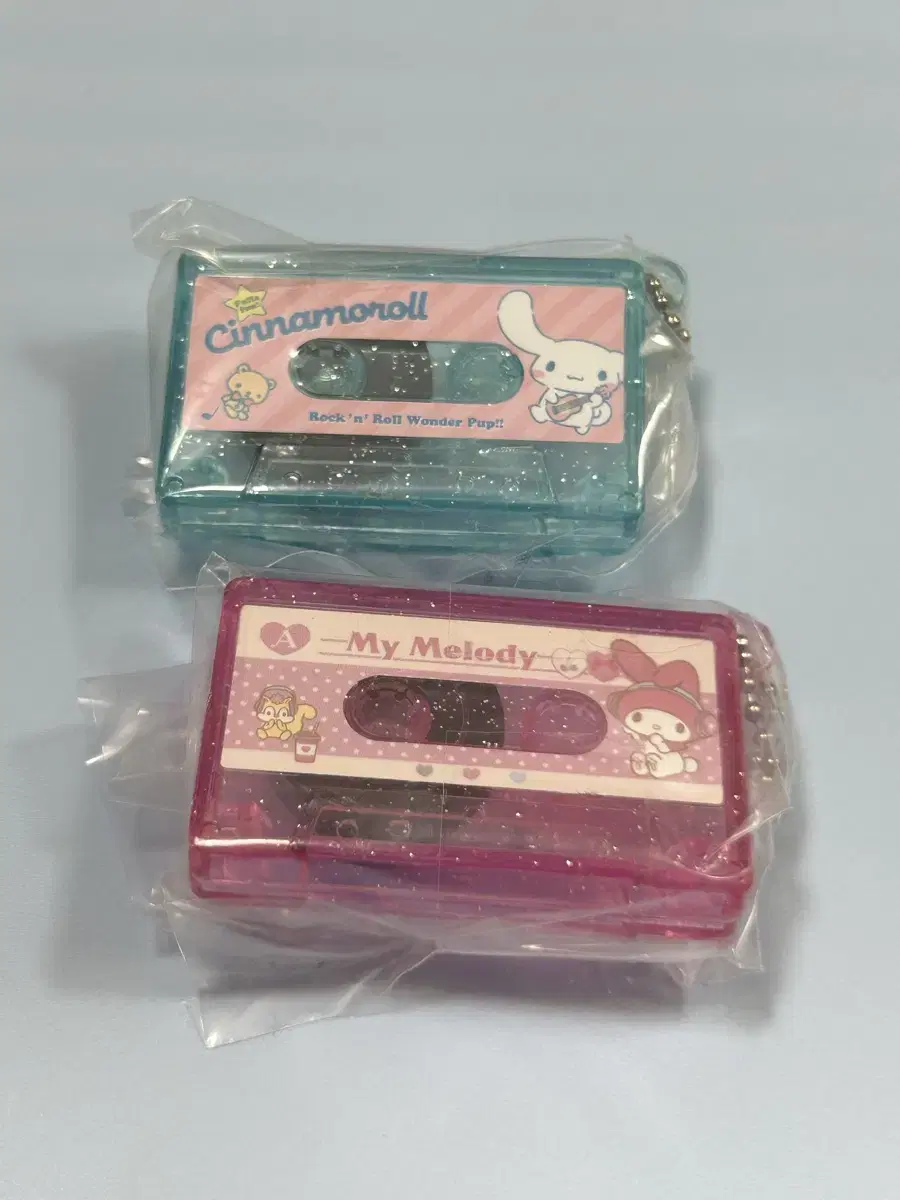 Cinnamoroll
Rock 'n' Roll Wonder Pup!!
A
My Melody